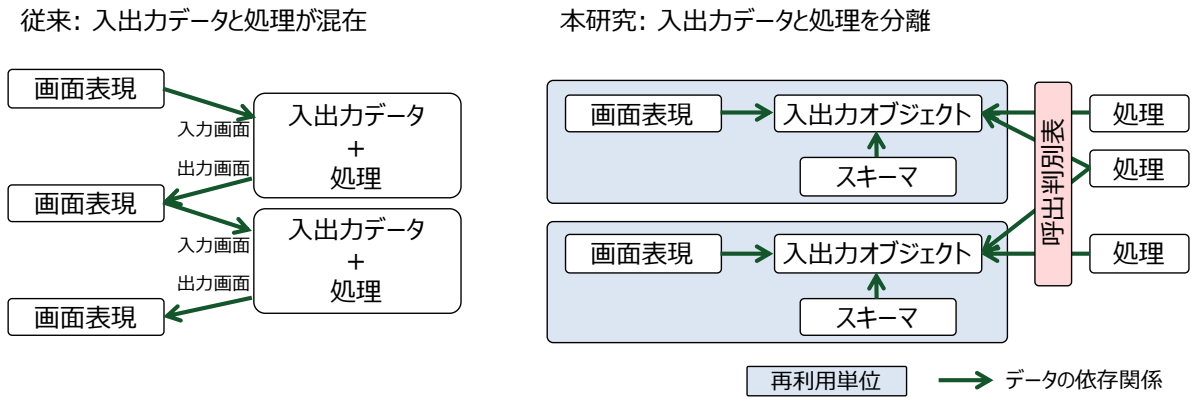 従来: 入出力データと処理が混在
画面表現
入力画面
入出力データ
+
処理
出力画面
画面表現
入力画面
入出力データ
+
処理
出力画面
画面表現
本研究: 入出力データと処理を分離
画面表現
入出力オブジェクト
スキーマ
画面表現
入出力オブジェクト
スキーマ
呼出判別表
処理
処理
処理
再利用単位
データの依存関係